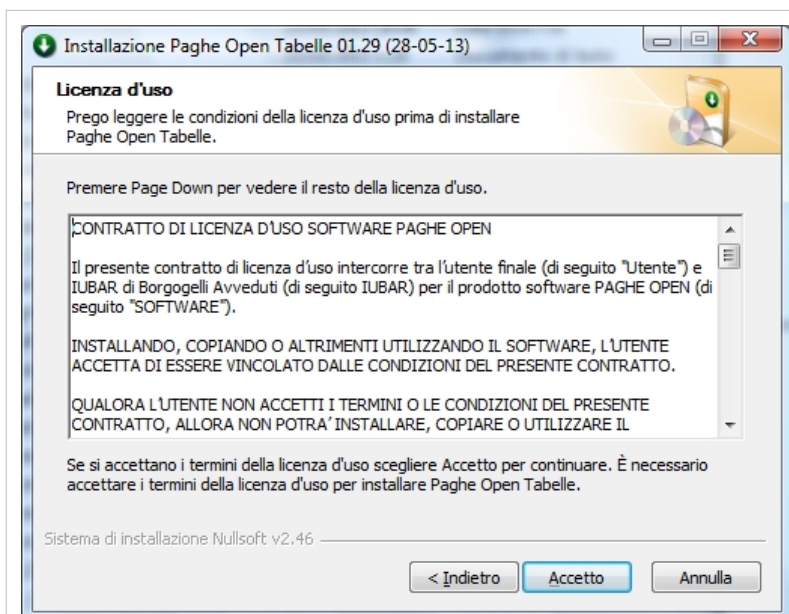 Installazione Paghe Open Tabelle 01.29 (28-05-13)
Licenza d'uso
Prego leggere le condizioni della licenza d'uso prima di installare
Paghe Open Tabelle.
Premere Page Down per vedere il resto della licenza d'uso.
CONTRATTO DI LICENZA D'USO SOFTWARE PAGHE OPEN
Il presente contratto di licenza d'uso intercorre tra l'utente finale (di seguito "Utente") e
IUBAR di Borgogelli Avveduti (di seguito IUBAR) per il prodotto software PAGHE OPEN (di
seguito "SOFTWARE").
INSTALLANDO, COPIANDO O ALTRIMENTI UTILIZZANDO IL SOFTWARE, L'UTENTE
ACCETTA DI ESSERE VINCOLATO DALLE CONDIZIONI DEL PRESENTE CONTRATTO.
QUALORA L'UTENTE NON ACCETTI I TERMINI O LE CONDIZIONI DEL PRESENTE
CONTRATTO, ALLORA NON POTRA' INSTALLARE, COPIARE O UTILIZZARE IL
Se si accettano i termini della licenza d'uso scegliere Accetto per continuare. È necessario
accettare i termini della licenza d'uso per installare Paghe Open Tabelle.
Sistema di installazione Nullsoft v2.46
< Indietro
Accetto
Annulla